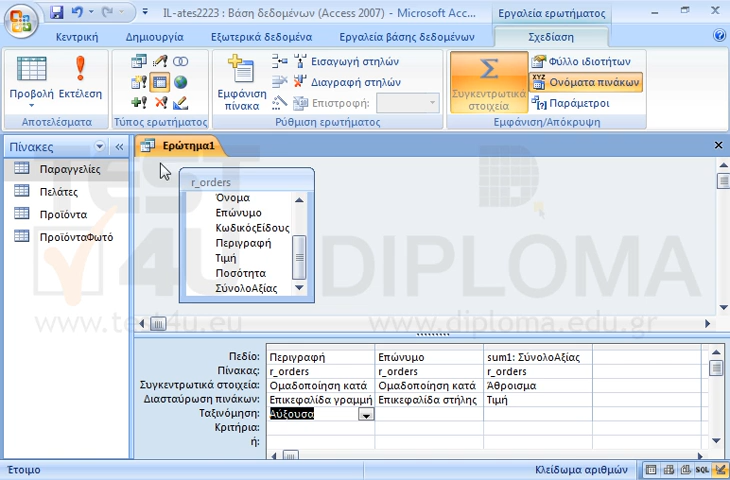 IL-ates2223 : Βάση δεδομένων (Access 2007) - Microsoft Acc...
Εργαλεία ερωτήματος
Κεντρική
Δημιουργία
Εξωτερικά δεδομένα
Εργαλεία βάσης δεδομένων
Σχεδίαση
Προβολή
Εκτέλεση
Αποτελέσματα
Τύπος ερωτήματος
Εμφάνιση πίνακα
Εισαγωγή στηλών
Διαγραφή στηλών
Επιστροφή:
Ρύθμιση ερωτήματος
Σ
Συγκεντρωτικά στοιχεία
Φύλλο ιδιοτήτων
XYZ Ονόματα πινάκων
[?] Παράμετροι
Εμφάνιση/Απόκρυψη
Πίνακες
Ερώτημα1
Παραγγελίες
Πελάτες
Προϊόντα
ΠροϊόνταΦωτό
r_orders
Όνομα
Επώνυμο
ΚωδικόςΕίδους
Περιγραφή
Τιμή
Ποσότητα
ΣύνολοΑξίας
TEST 4U
DIPLOMA
www.test4u.eu
www.diploma.edu.gr
Πεδίο: Περιγραφή Επώνυμο sum1: ΣύνολοΑξίας
Πίνακας: r_orders r_orders r_orders
Συγκεντρωτικά στοιχεία: Ομαδοποίηση κατά Ομαδοποίηση κατά Άθροισμα
Διασταύρωση πινάκων: Επικεφαλίδα γραμμή Επικεφαλίδα στήλης Τιμή
Ταξινόμηση: Αύξουσα
Κριτήρια:
ή:
Έτοιμο
Κλείδωμα αριθμών
SQL